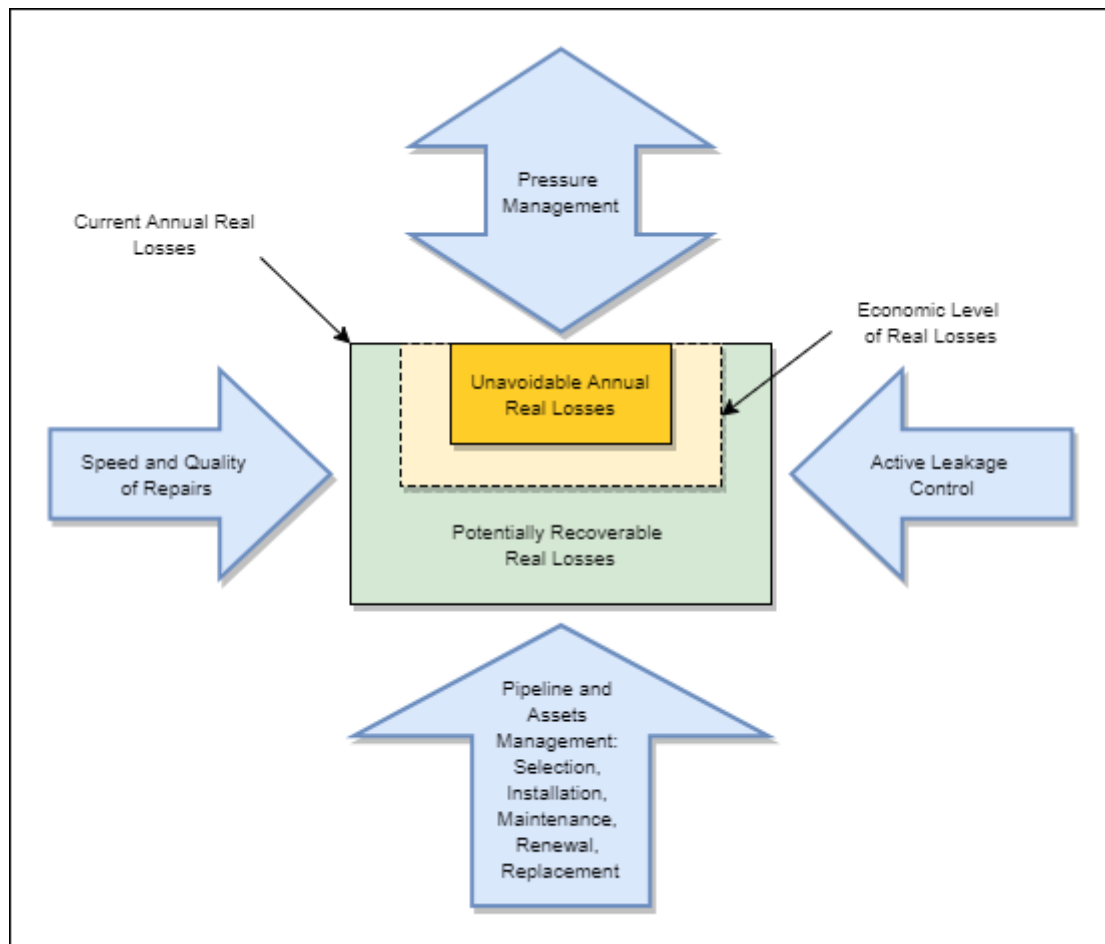 Pressure
Management
Current Annual Real
Losses
Economic Level
of Real Losses
Unavoidable Annual
Real Losses
Speed and Quality
of Repairs
Active Leakage
Control
Potentially Recoverable
Real Losses
Pipeline and
Assets
Management:
Selection,
Installation,
Maintenance,
Renewal,
Replacement